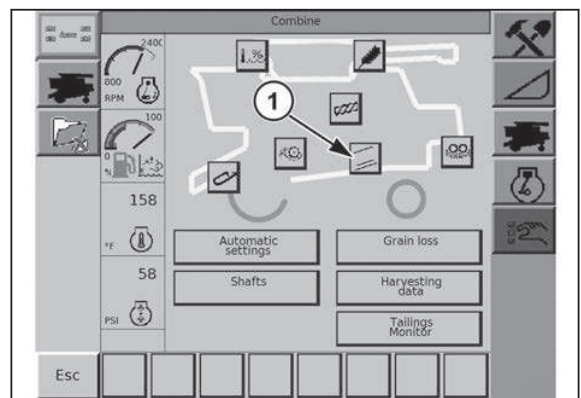 Combine
2400
800
RPM
100
0
%
158
°F
58
PSI
1
Automatic
settings
Shafts
Grain loss
Harvesting
data
Tailings
Monitor
Esc